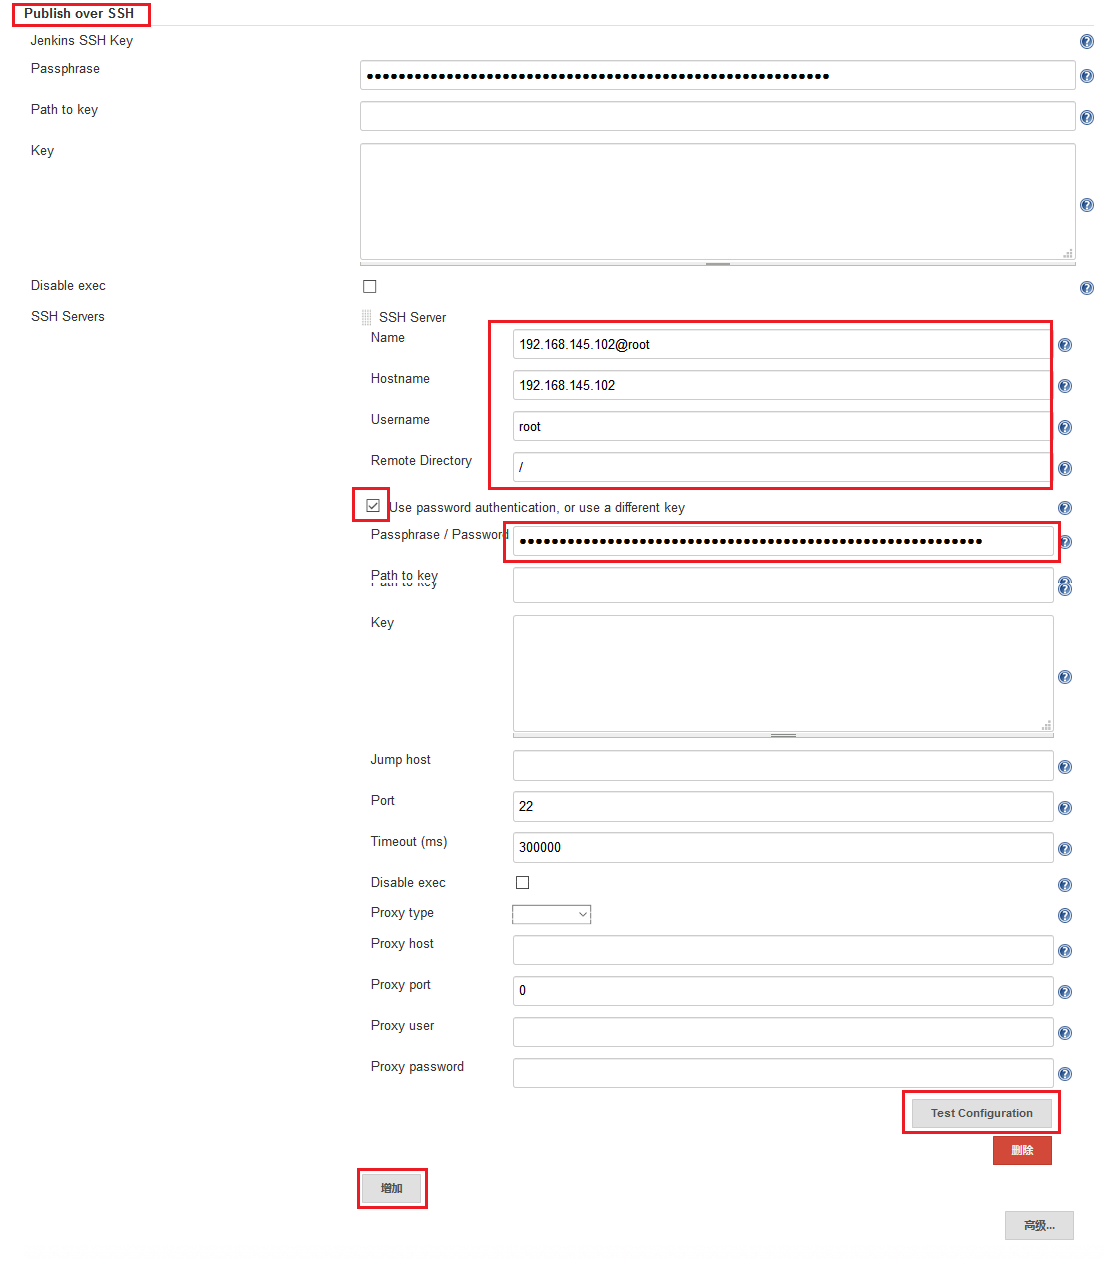 Publish over SSH
Jenkins SSH Key
Passphrase
Path to key
Key
Disable exec
SSH Servers
SSH Server
Name
192.168.145.102@root
Hostname
192.168.145.102
Username
root
Remote Directory
/
Use password authentication, or use a different key
Passphrase / Password
Path to key
Path to key
Key
Jump host
Port
22
Timeout (ms)
300000
Disable exec
Proxy type
Proxy host
Proxy port
0
Proxy user
Proxy password
Test Configuration
删除
增加
高级...